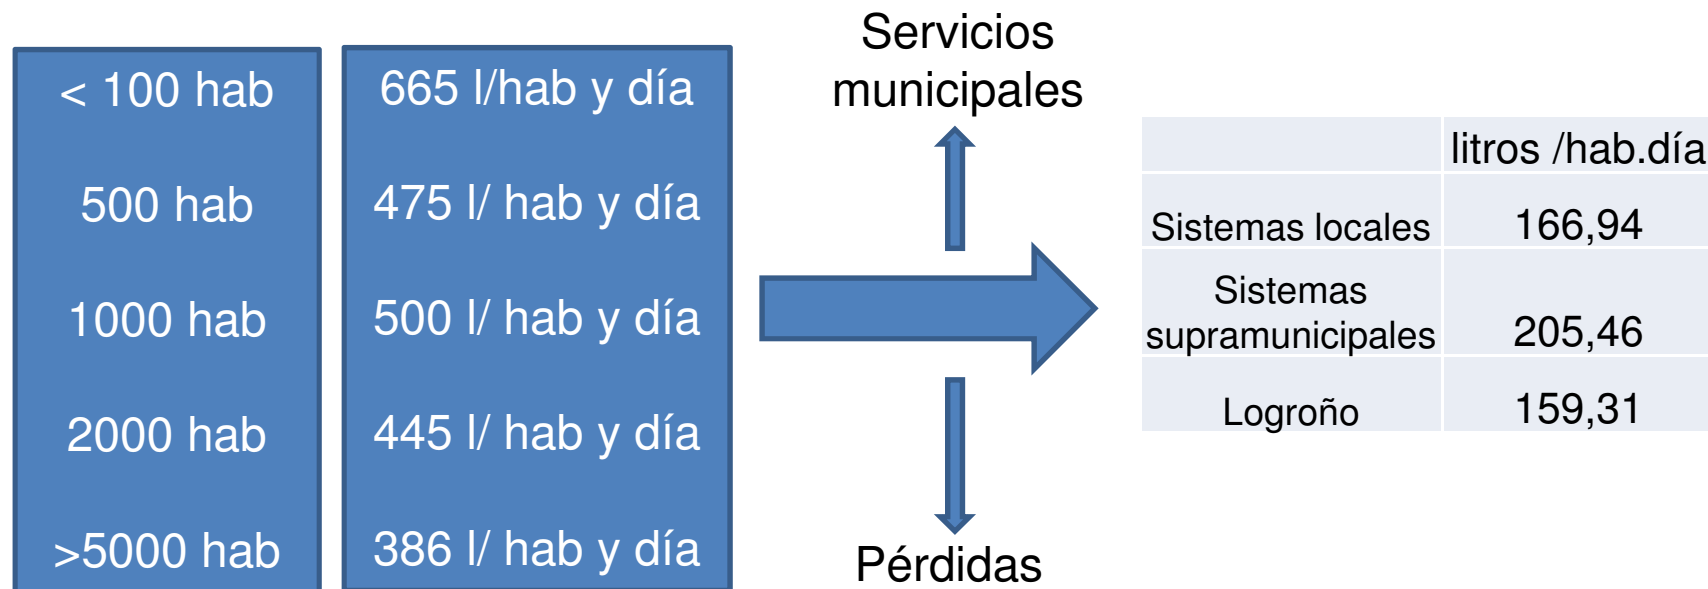 < 100 hab
500 hab
1000 hab
2000 hab
>5000 hab
665 l/hab y día
475 l/ hab y día
500 l/ hab y día
445 l/ hab y día
386 l/ hab y día
Servicios
municipales
Pérdidas
litros /hab.día
Sistemas locales 166,94
Sistemas
supramunicipales 205,46
Logroño 159,31